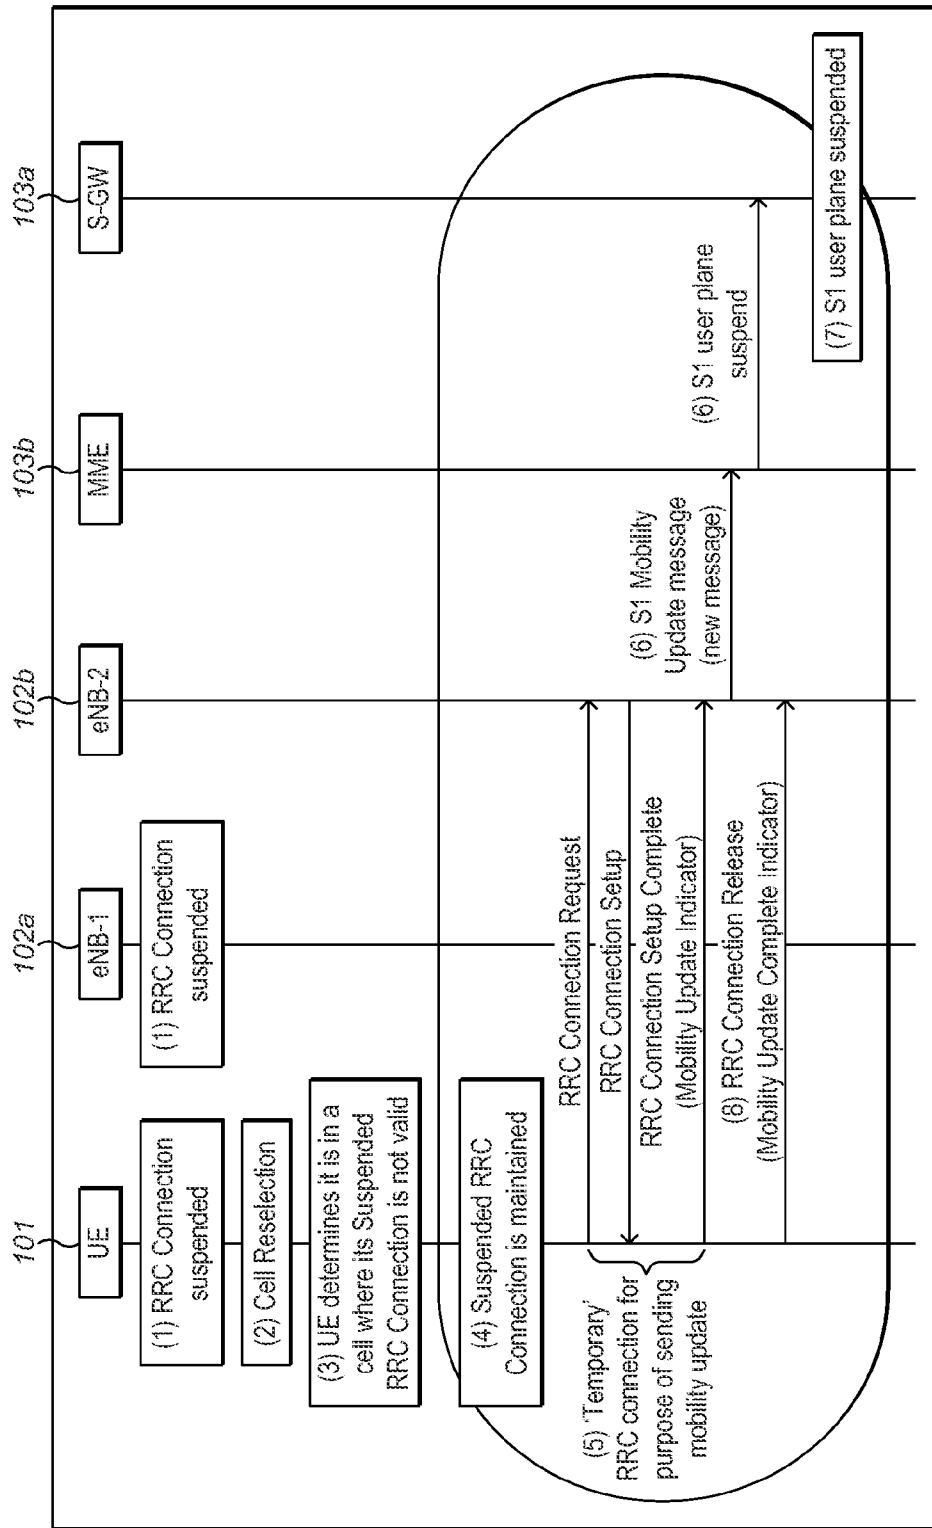 101
102a
102b
103b
103a
UE
eNB-1
eNB-2
MME
S-GW
(1) RRC Connection
suspended
(1) RRC Connection
suspended
(2) Cell Reselection
(3) UE determines it is in a
cell where its Suspended
RRC Connection is not valid
(4) Suspended RRC
Connection is maintained
(5) 'Temporary'
RRC connection for
purpose of sending
mobility update
RRC Connection Request
RRC Connection Setup
RRC Connection Setup Complete
(Mobility Update Indicator)
(6) S1 Mobility
Update message
(new message)
(6) S1 user plane
suspend
(8) RRC Connection Release
(Mobility Update Complete Indicator)
(7) S1 user plane suspended